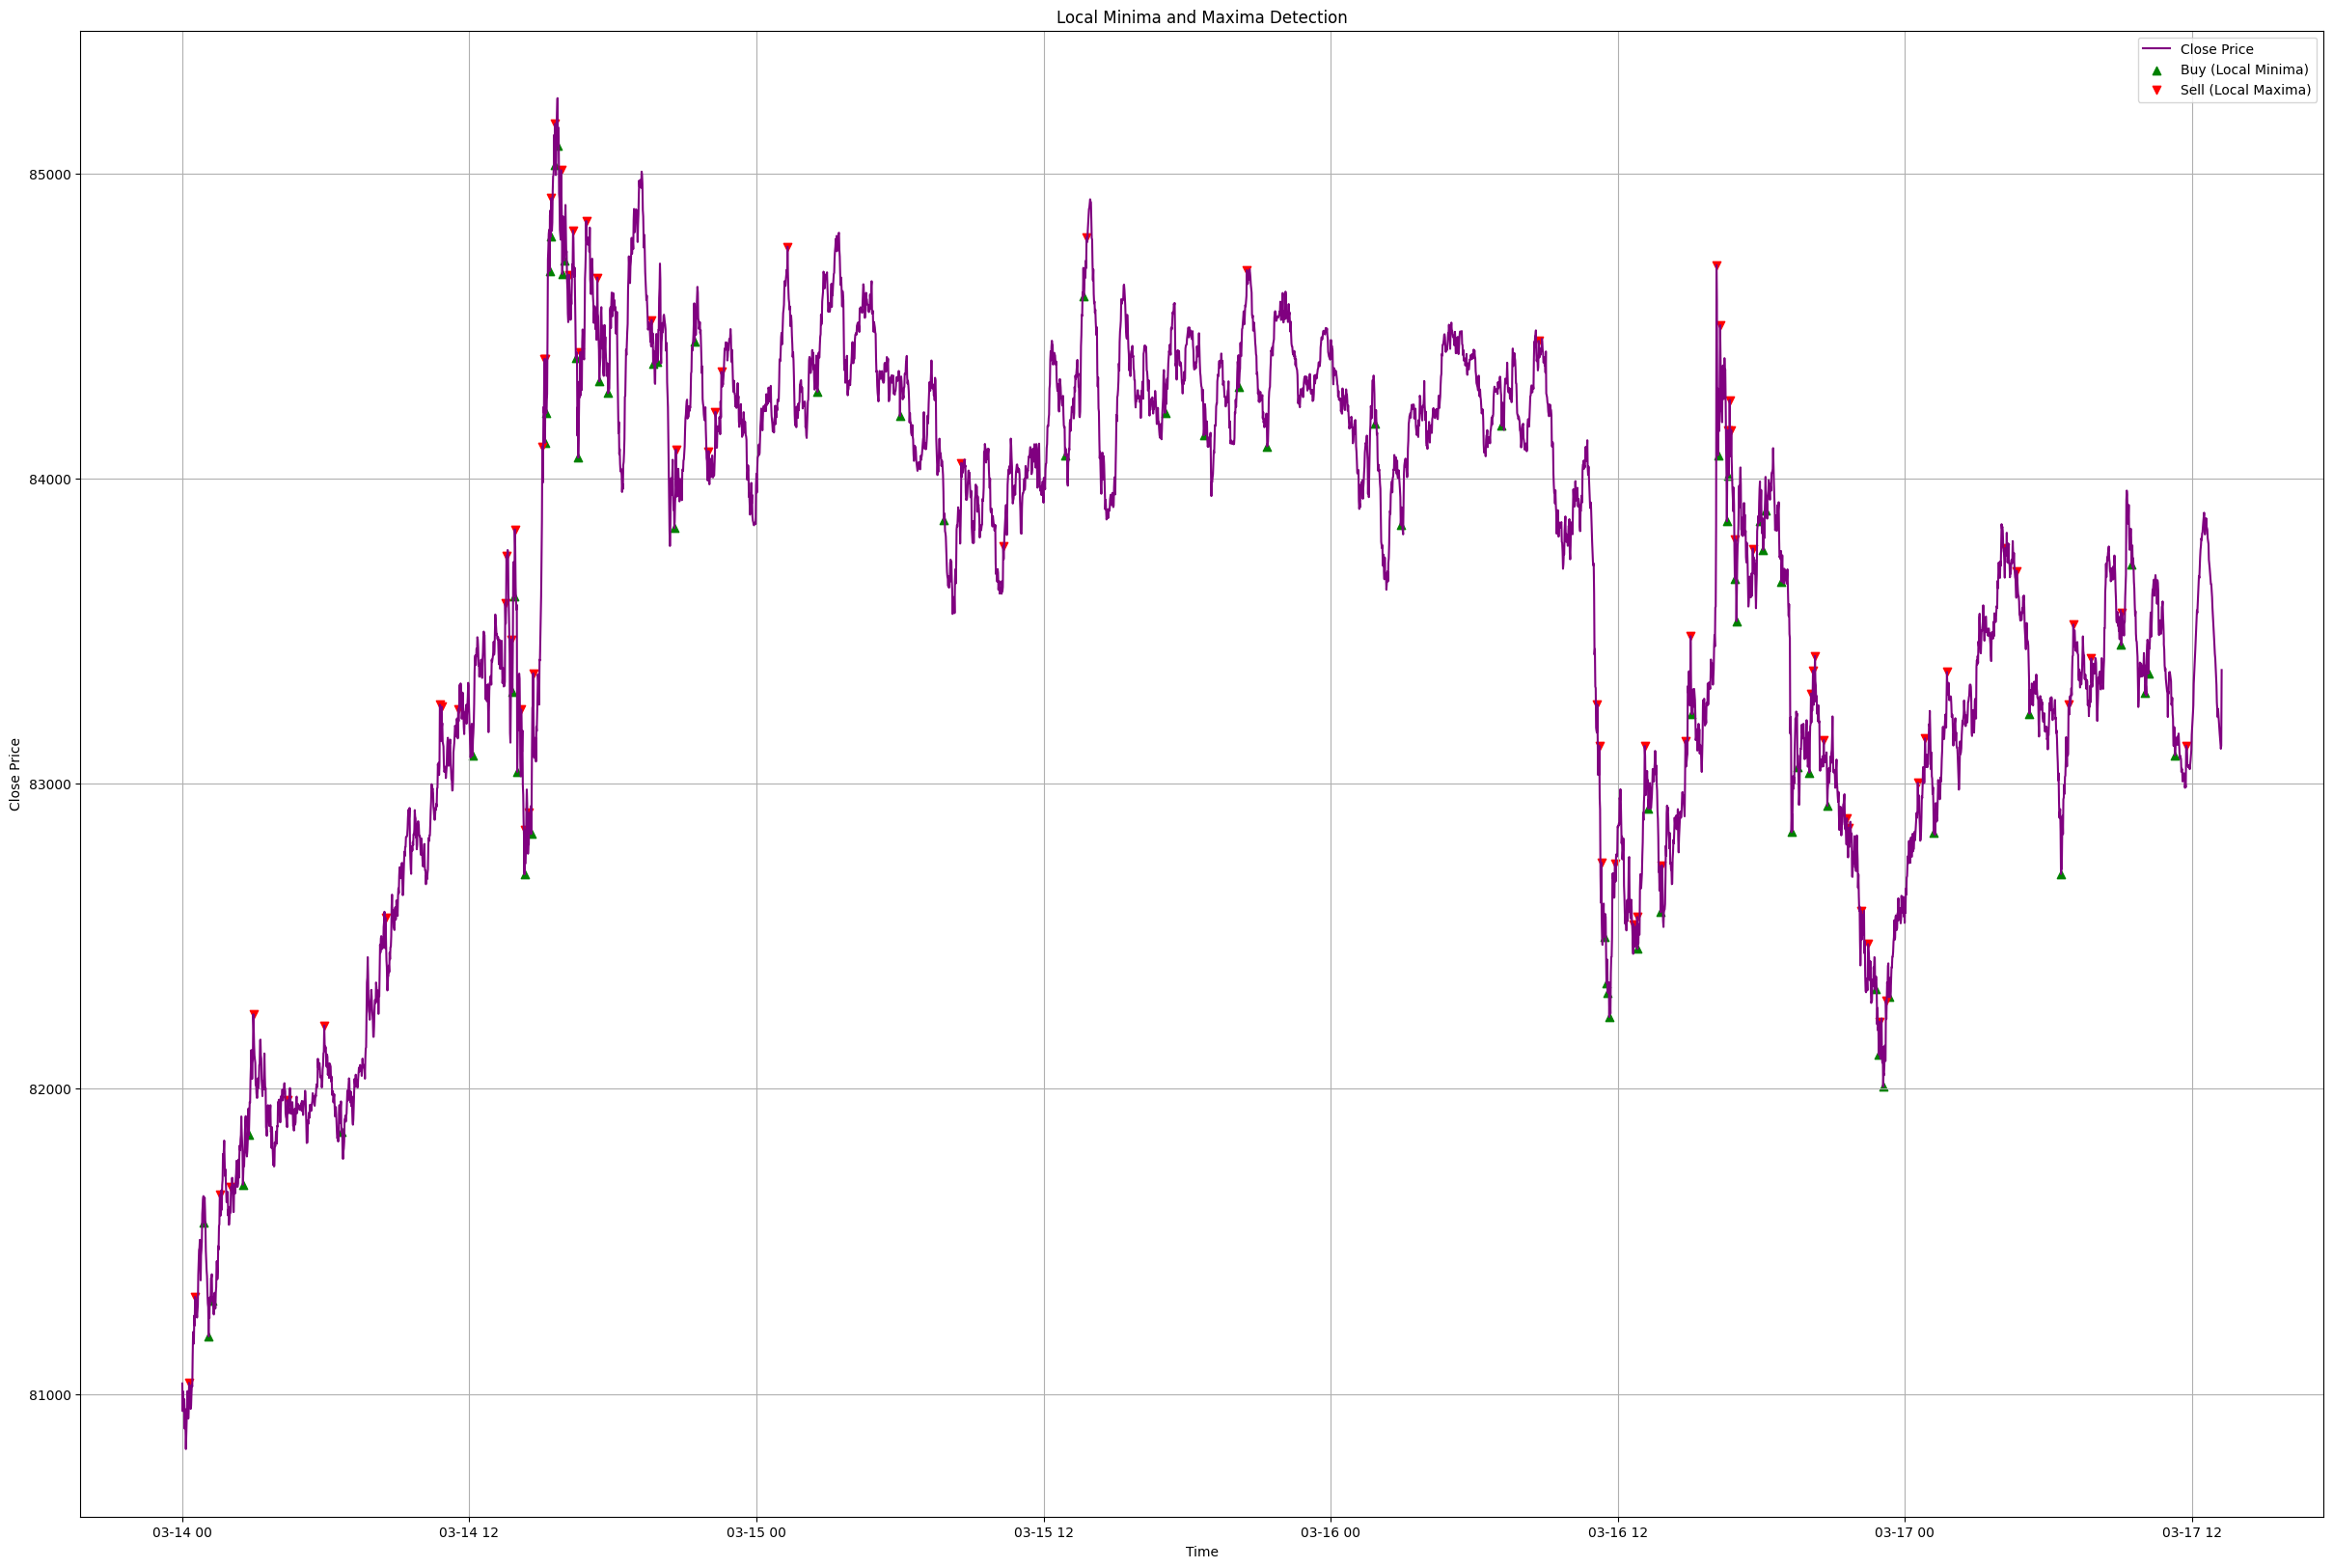 Local Minima and Maxima Detection
Close Price
Buy (Local Minima)
Sell (Local Maxima)
Close Price
85000
84000
83000
82000
81000
03-14 00
03-14 12
03-15 00
03-15 12
03-16 00
03-16 12
03-17 00
03-17 12
Time